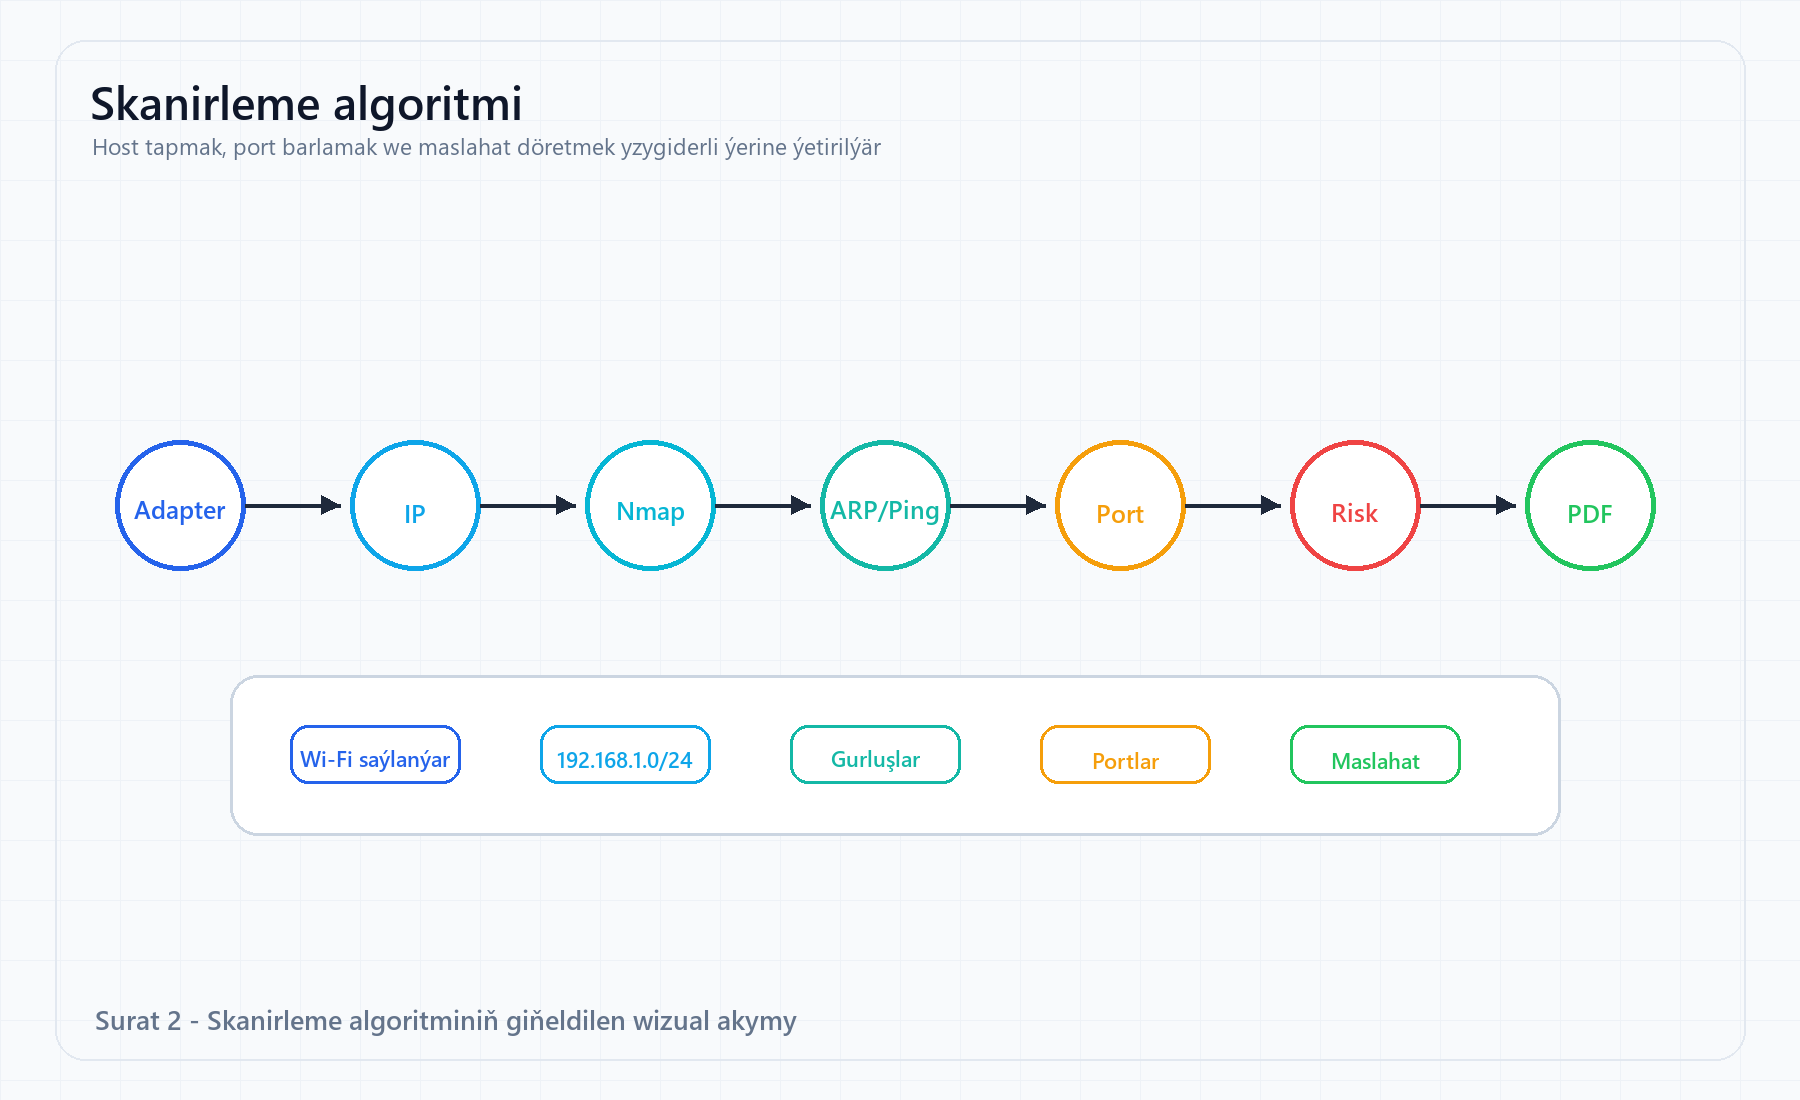 Skanirleme algoritmi
Host tapmak, port barlamak we maslahat döretmek yzygiderli ýerine ýetirilýär
Adapter
IP
Nmap
ARP/Ping
Port
Risk
PDF
Wi-Fi saýlanýar
192.168.1.0/24
Gurluşlar
Portlar
Maslahat
Surat 2 - Skanirleme algoritminiň giňeldilen wizual akymy